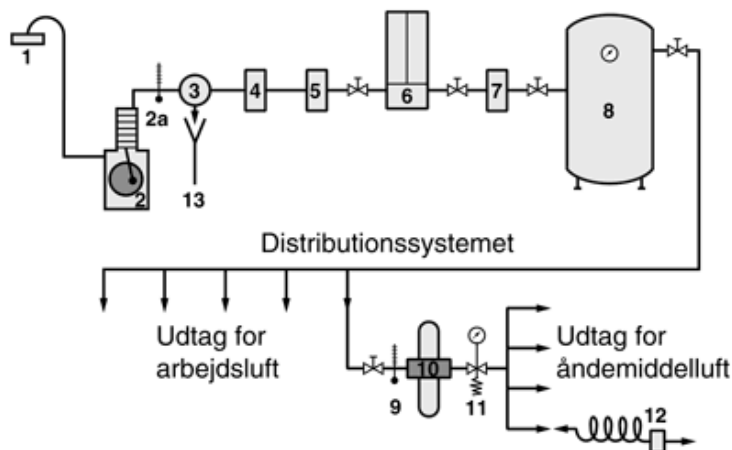 1
2
2a
3
13
4
5
6
7
8
Distributionssystemet
Udtag for
arbejdsluft
9
10
11
Udtag for
åndemiddelluft
12